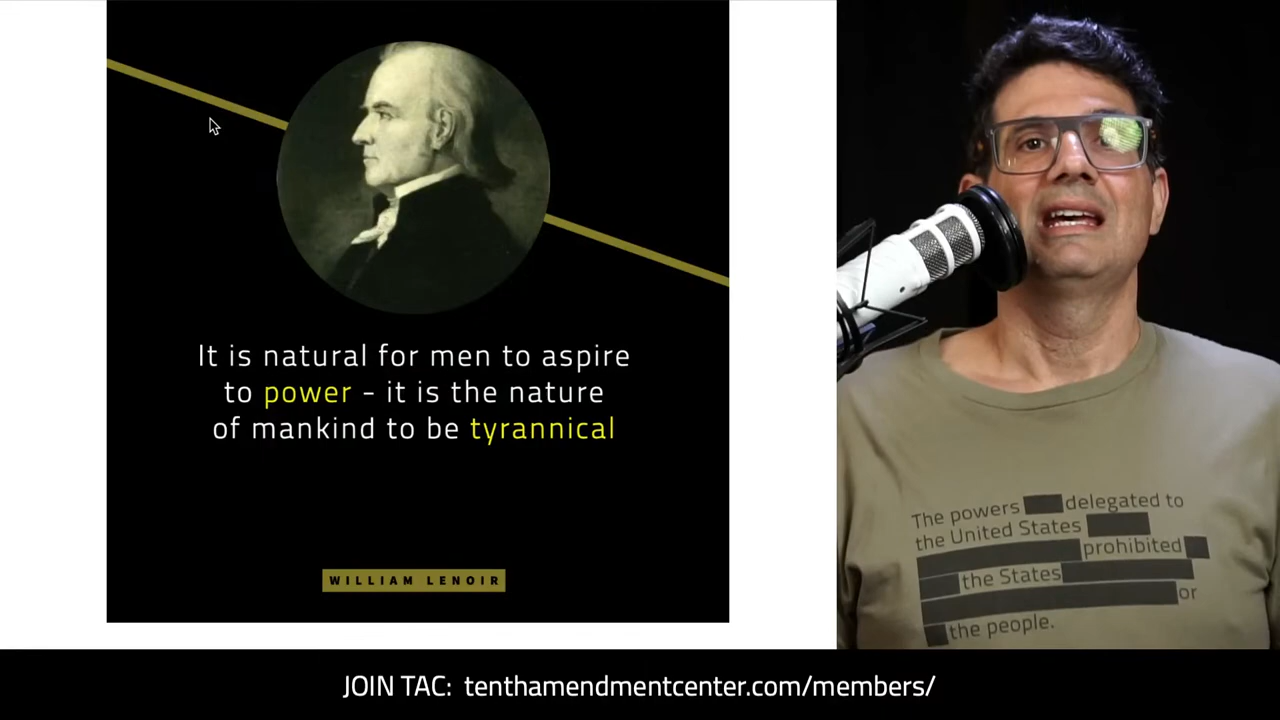 It is natural for men to aspire
to power - it is the nature
of mankind to be tyrannical
WILLIAM LENOIR
The powers delegated to
the United States
prohibited
the States
or
the people.
JOIN TAC: tenthamendmentcenter.com/members/